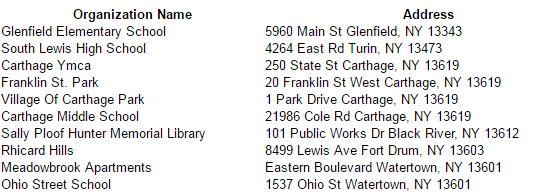 Organization Name Address
Glenfield Elementary School 5960 Main St Glenfield, NY 13343
South Lewis High School 4264 East Rd Turin, NY 13473
Carthage Ymca 250 State St Carthage, NY 13619
Franklin St. Park 20 Franklin St West Carthage, NY 13619
Village Of Carthage Park 1 Park Drive Carthage, NY 13619
Carthage Middle School 21986 Cole Rd Carthage, NY 13619
Sally Ploof Hunter Memorial Library 101 Public Works Dr Black River, NY 13612
Rhicard Hills 8499 Lewis Ave Fort Drum, NY 13603
Meadowbrook Apartments Eastern Boulevard Watertown, NY 13601
Ohio Street School 1537 Ohio St Watertown, NY 13601